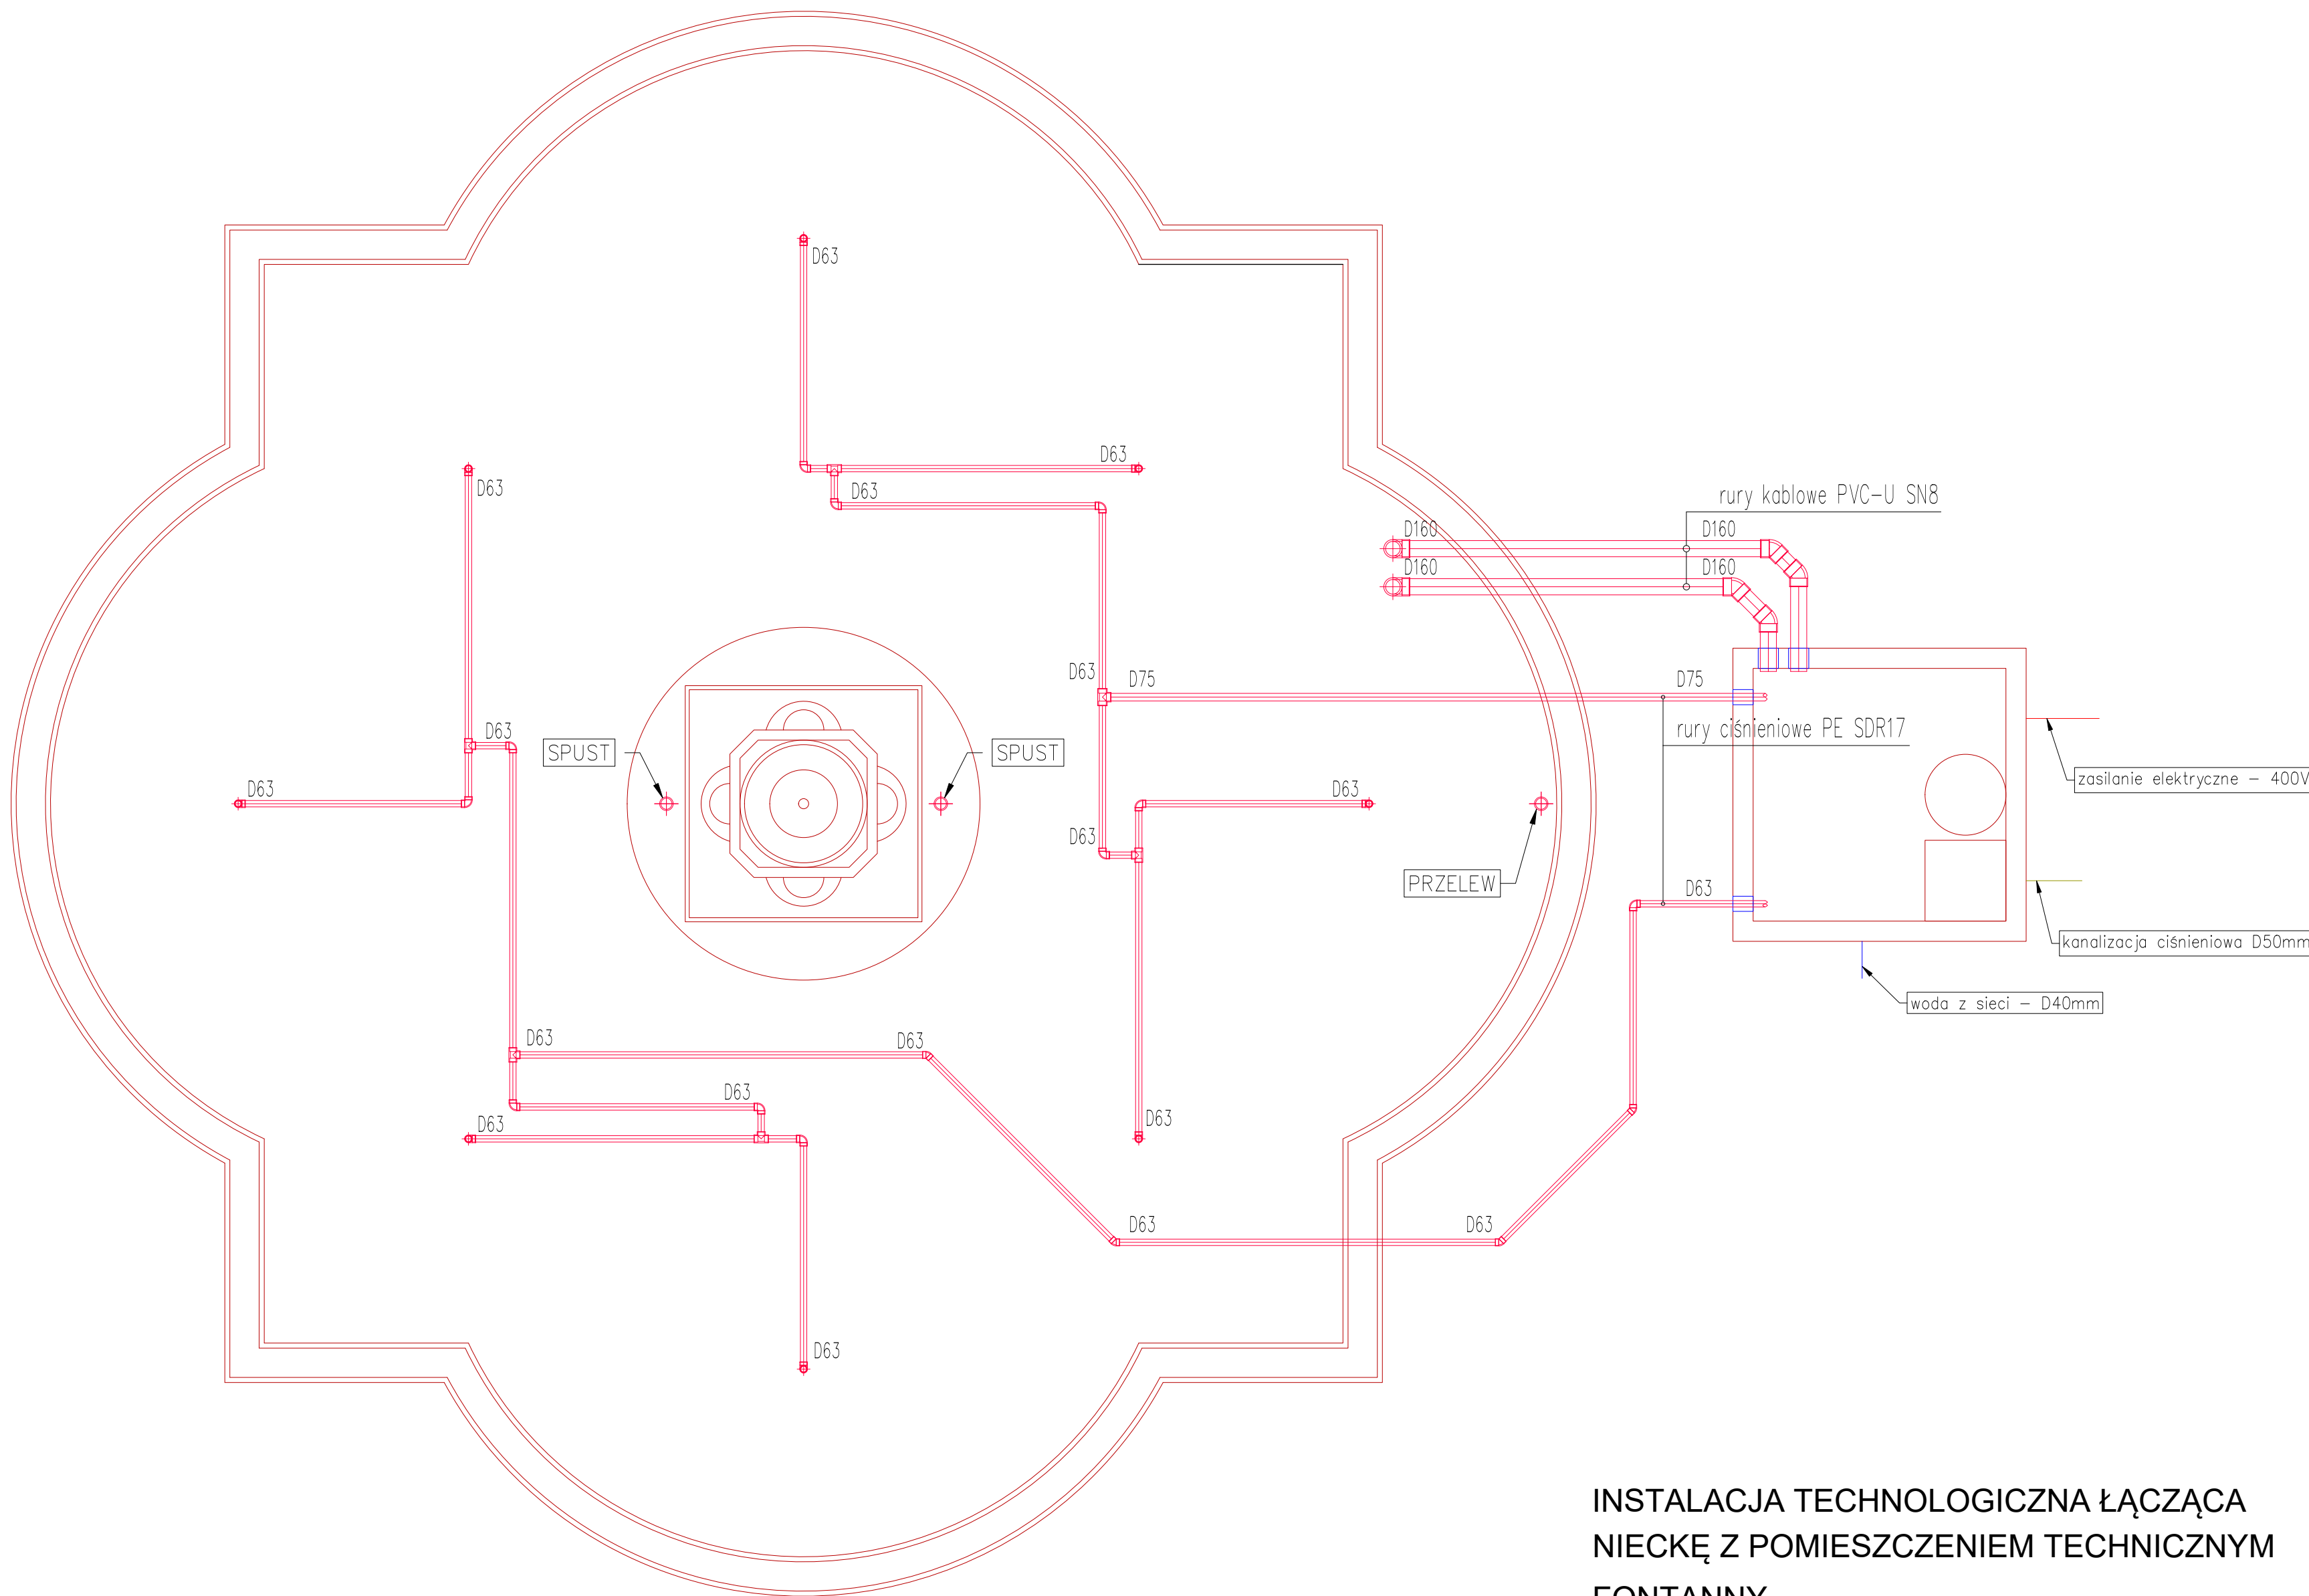 D63
D63
D63
D63
rury kablowe PVC-U SN8
D160
D160
D160
D160
D63
D75
D75
D63
rury ciśnieniowe PE SDR17
SPUST
SPUST
zasilanie elektryczne - 400V
D63
D63
D63
PRZELEW
D63
kanalizacja ciśnieniowa D50mm
woda z sieci - D40mm
D63
D63
D63
D63
D63
D63
D63
D63
INSTALACJA TECHNOLOGICZNA ŁĄCZĄCA
NIECKĘ Z POMIESZCZENIEM TECHNICZNYM
FONTANNY